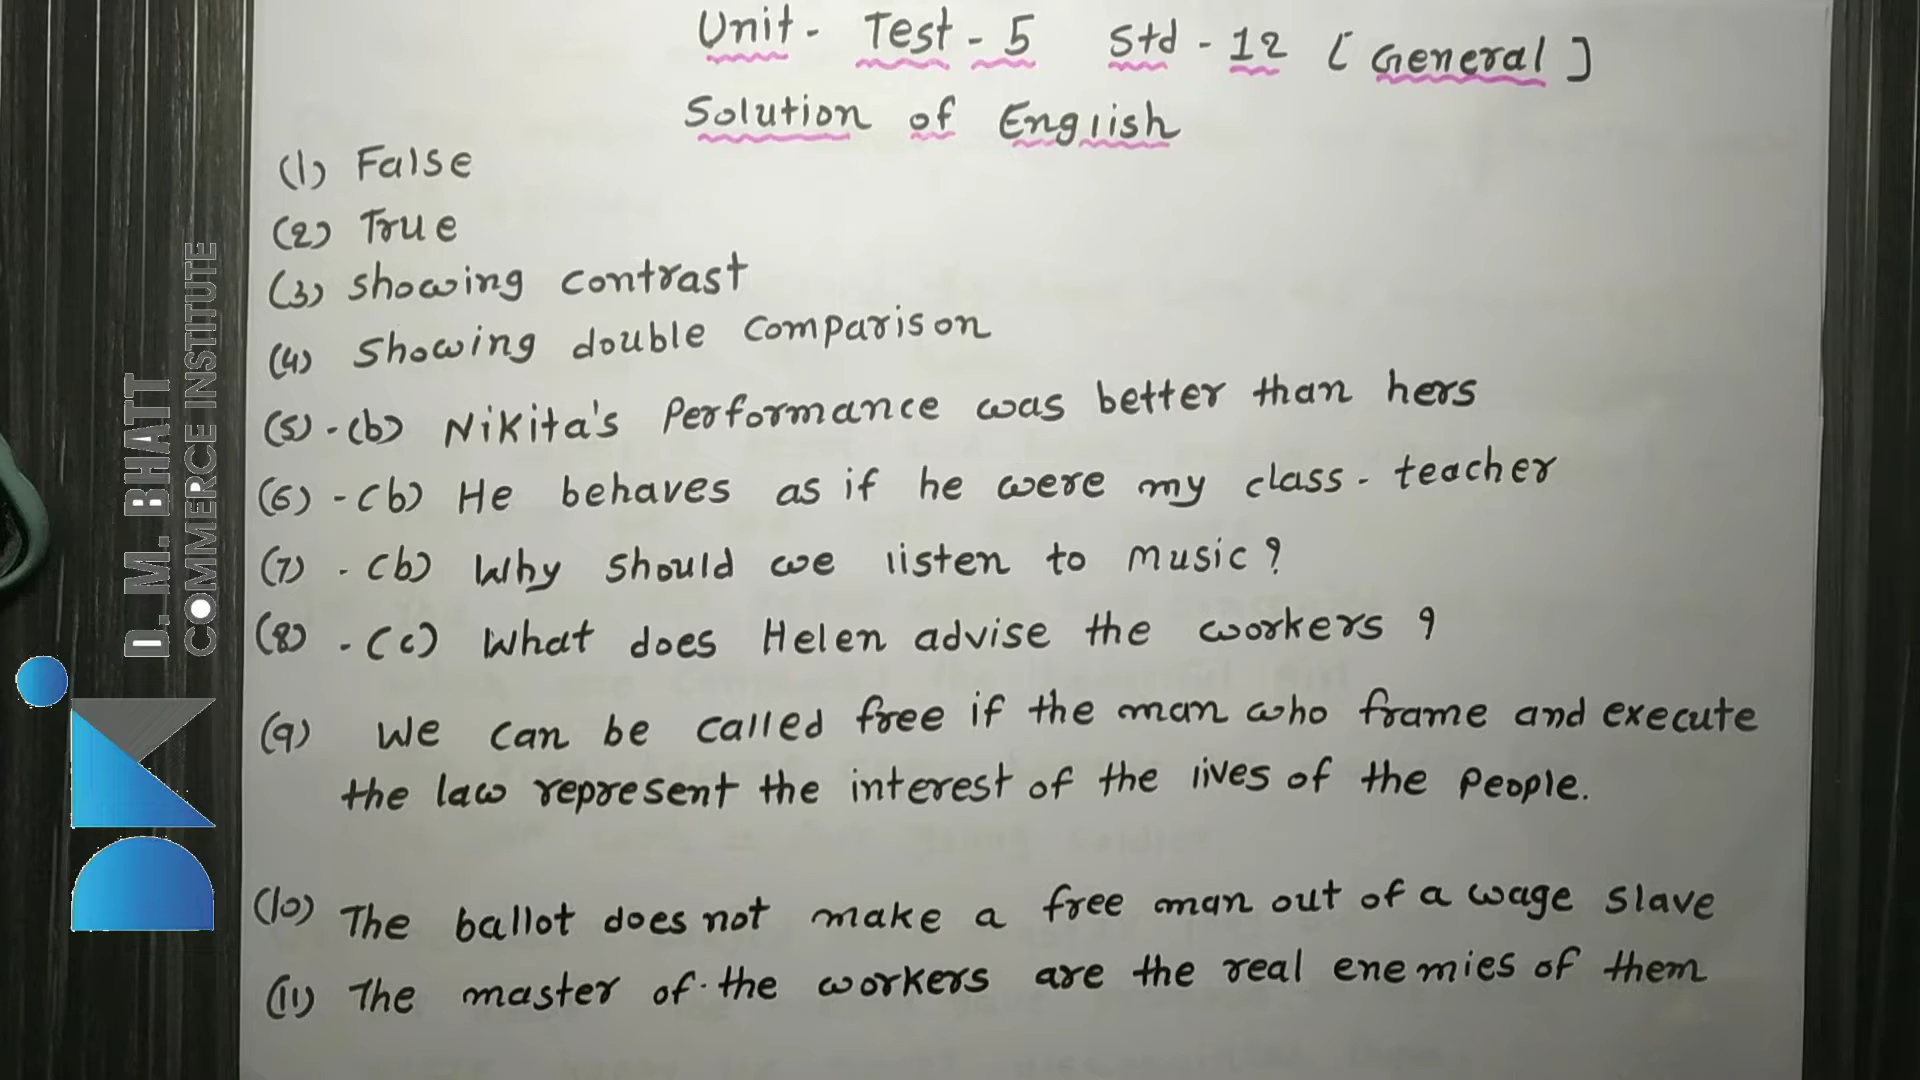 Unit - Test - 5 Std - 12 [General]
Solution of English
(1) False
(2) True
(3) showing contrast
(4) Showing double comparison
(5) - (b) Nikita's Performance was better than hers
(6) - (b) He behaves as if he were my class - teacher
(7) - (b) Why should we listen to music?
(8) - (c) What does Helen advise the workers?
(9) We can be called free if the man who frame and execute
the law represent the interest of the lives of the People.
(10) The ballot does not make a free man out of a wage slave
(11) The master of the workers are the real enemies of them
D. M. BHATT
COMMERCE INSTITUTE